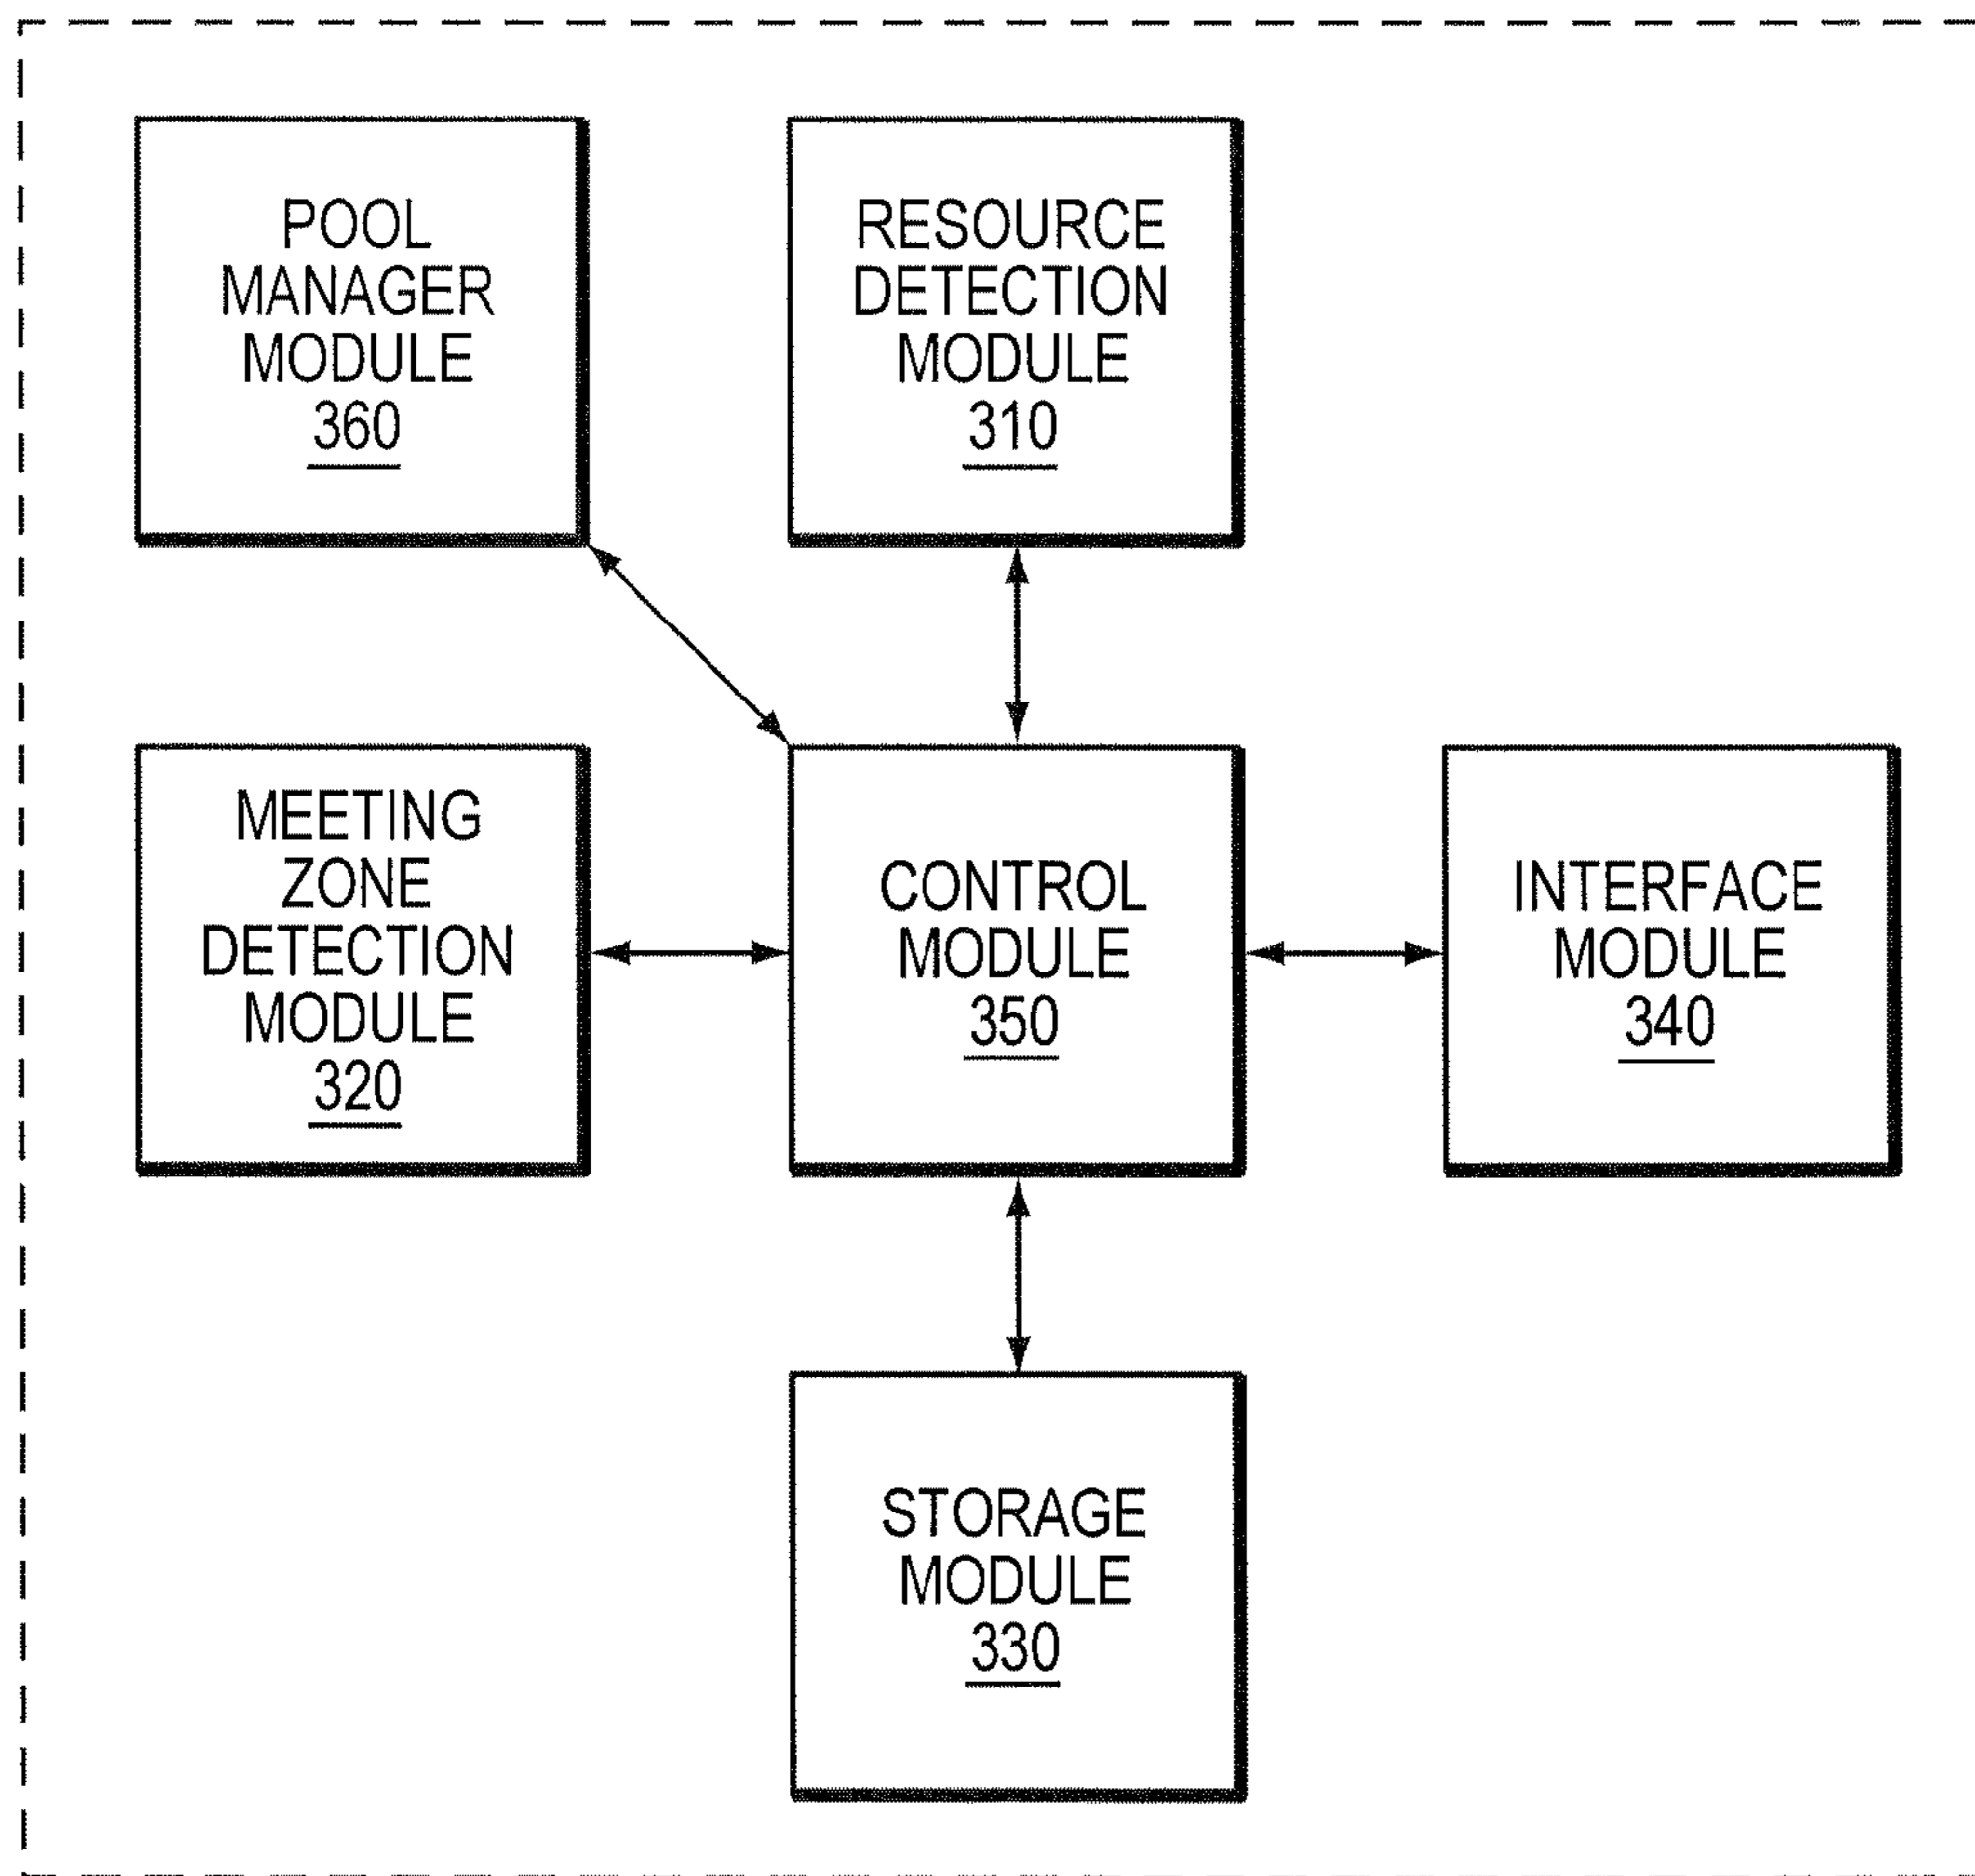 POOL
MANAGER
MODULE
360
RESOURCE
DETECTION
MODULE
310
MEETING
ZONE
DETECTION
MODULE
320
CONTROL
MODULE
350
INTERFACE
MODULE
340
STORAGE
MODULE
330